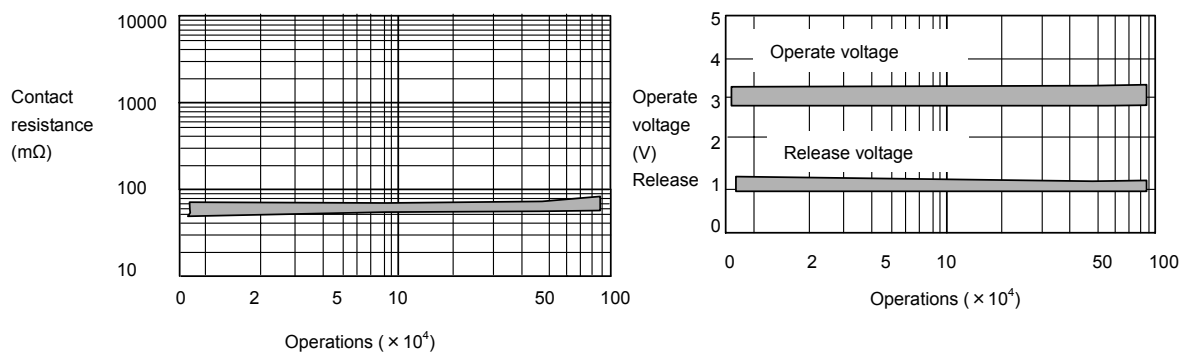 10000
1000
100
10
Contact
resistance
(mΩ)
0 2 5 10 50 100
Operations ( × 10⁴)
5
4
3
2
1
0
Operate
voltage
(V)
Release
Operate voltage
Release voltage
0 2 5 10 50 100
Operations ( × 10⁴)